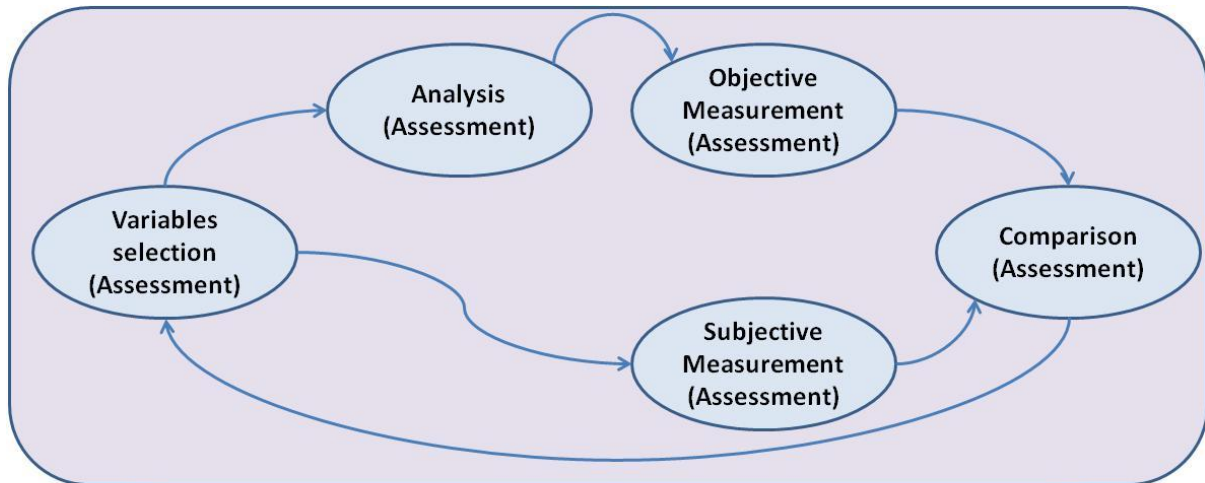 Analysis
(Assessment)
Objective
Measurement
(Assessment)
Variables
selection
(Assessment)
Comparison
(Assessment)
Subjective
Measurement
(Assessment)